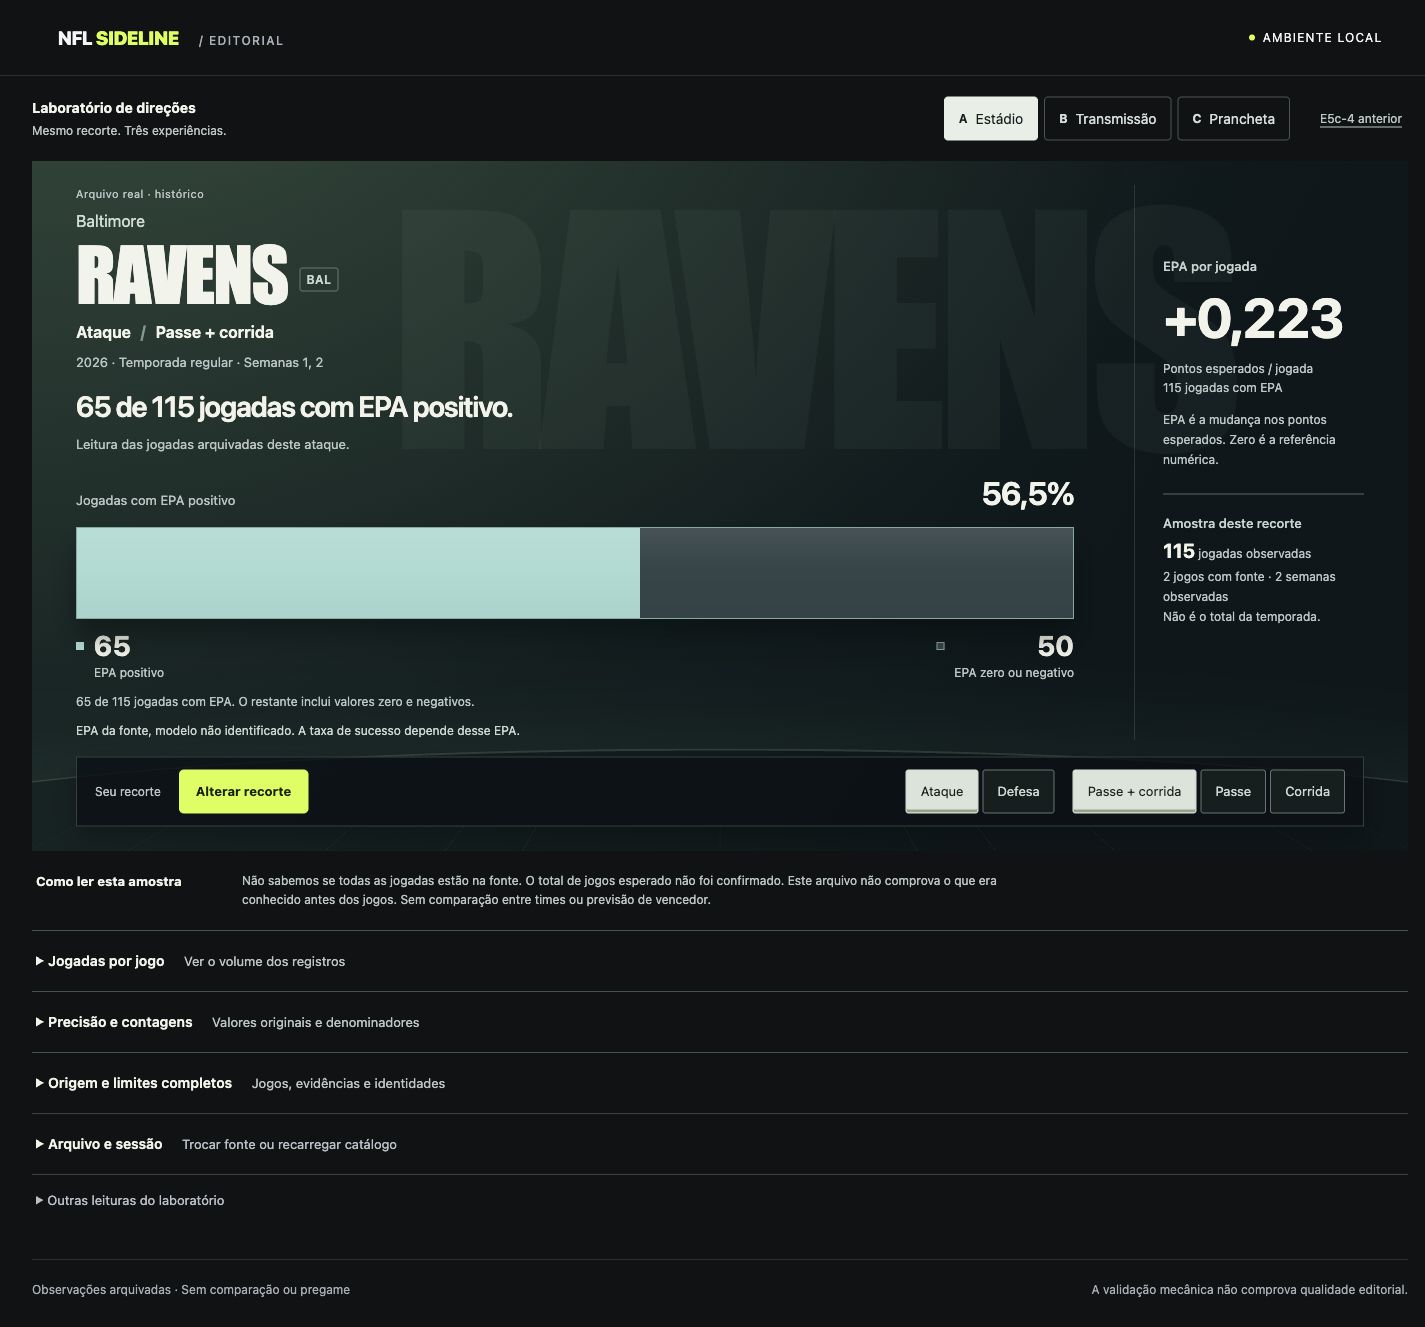 NFL SIDELINE / EDITORIAL
AMBIENTE LOCAL
Laboratório de direções
Mesmo recorte. Três experiências.
A Estádio
B Transmissão
C Prancheta
E5c-4 anterior
Arquivo real · histórico
Baltimore
RAVENS
RAVENS BAL
Ataque / Passe + corrida
2026 · Temporada regular · Semanas 1, 2
65 de 115 jogadas com EPA positivo.
Leitura das jogadas arquivadas deste ataque.
Jogadas com EPA positivo
56,5%
65
EPA positivo
50
EPA zero ou negativo
65 de 115 jogadas com EPA. O restante inclui valores zero e negativos.
EPA da fonte, modelo não identificado. A taxa de sucesso depende desse EPA.
EPA por jogada
+0,223
Pontos esperados / jogada
115 jogadas com EPA
EPA é a mudança nos pontos
esperados. Zero é a referência
numérica.
Amostra deste recorte
115 jogadas observadas
2 jogos com fonte · 2 semanas
observadas
Não é o total da temporada.
Seu recorte
Alterar recorte
Ataque
Defesa
Passe + corrida
Passe
Corrida
Como ler esta amostra
Não sabemos se todas as jogadas estão na fonte. O total de jogos esperado não foi confirmado. Este arquivo não comprova o que era
conhecido antes dos jogos. Sem comparação entre times ou previsão de vencedor.
Jogadas por jogo Ver o volume dos registros
Precisão e contagens Valores originais e denominadores
Origem e limites completos Jogos, evidências e identidades
Arquivo e sessão Trocar fonte ou recarregar catálogo
Outras leituras do laboratório
Observações arquivadas · Sem comparação ou pregame
A validação mecânica não comprova qualidade editorial.